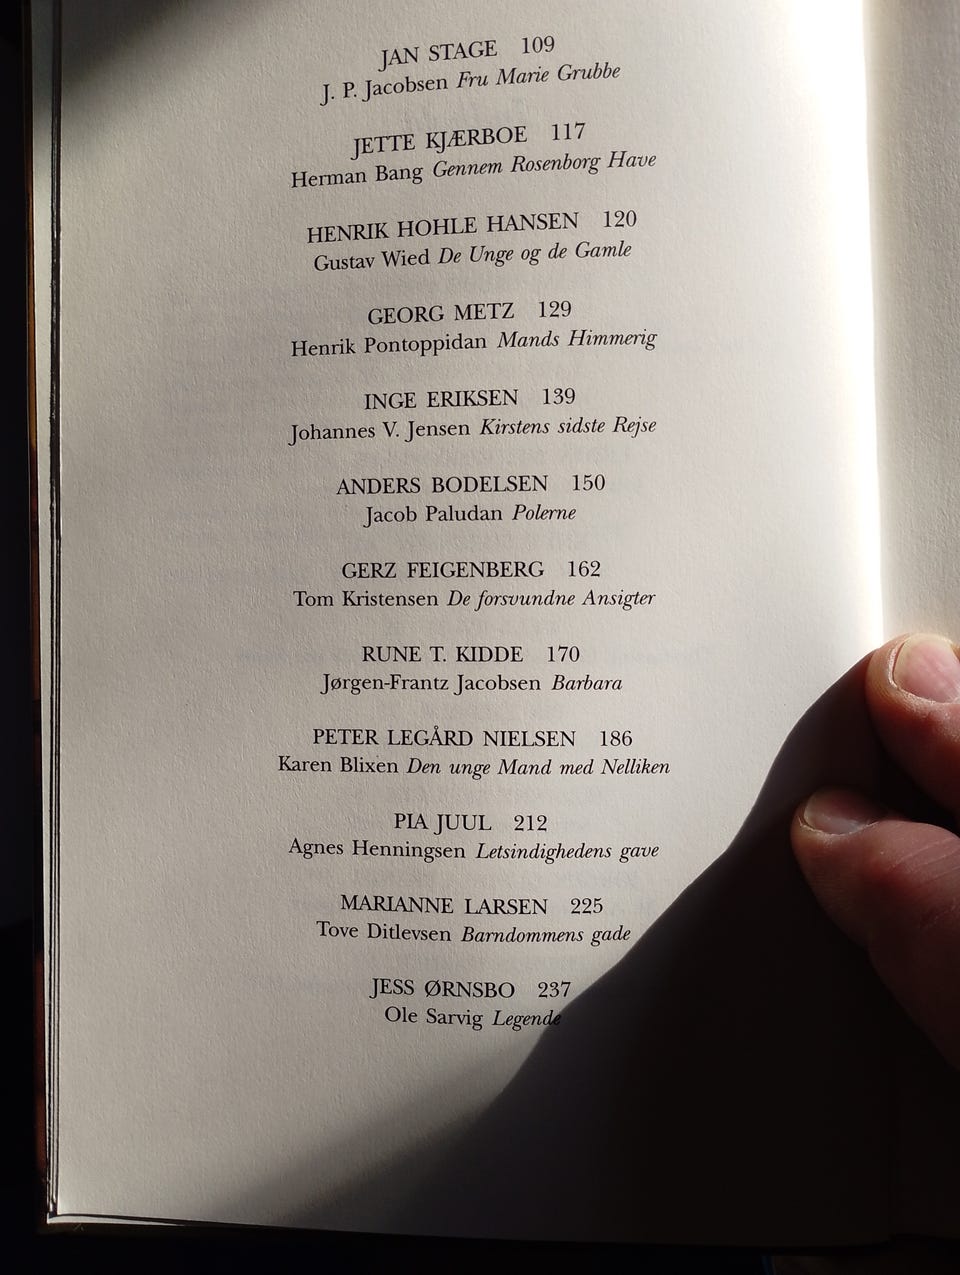 JAN STAGE 109
J. P. Jacobsen Fru Marie Grubbe
JETTE KJÆRBOE 117
Herman Bang Gennem Rosenborg Have
HENRIK HOHLE HANSEN 120
Gustav Wied De Unge og de Gamle
GEORG METZ 129
Henrik Pontoppidan Mands Himmerig
INGE ERIKSEN 139
Johannes V. Jensen Kirstens sidste Rejse
ANDERS BODELSEN 150
Jacob Paludan Polerne
GERZ FEIGENBERG 162
Tom Kristensen De forsvundne Ansigter
RUNE T. KIDDE 170
Jørgen-Frantz Jacobsen Barbara
PETER LEGÅRD NIELSEN 186
Karen Blixen Den unge Mand med Nelliken
PIA JUUL 212
Agnes Henningsen Letsindighedens gave
MARIANNE LARSEN 225
Tove Ditlevsen Barndommens gade
JESS ØRNSBO 237
Ole Sarvig Legende